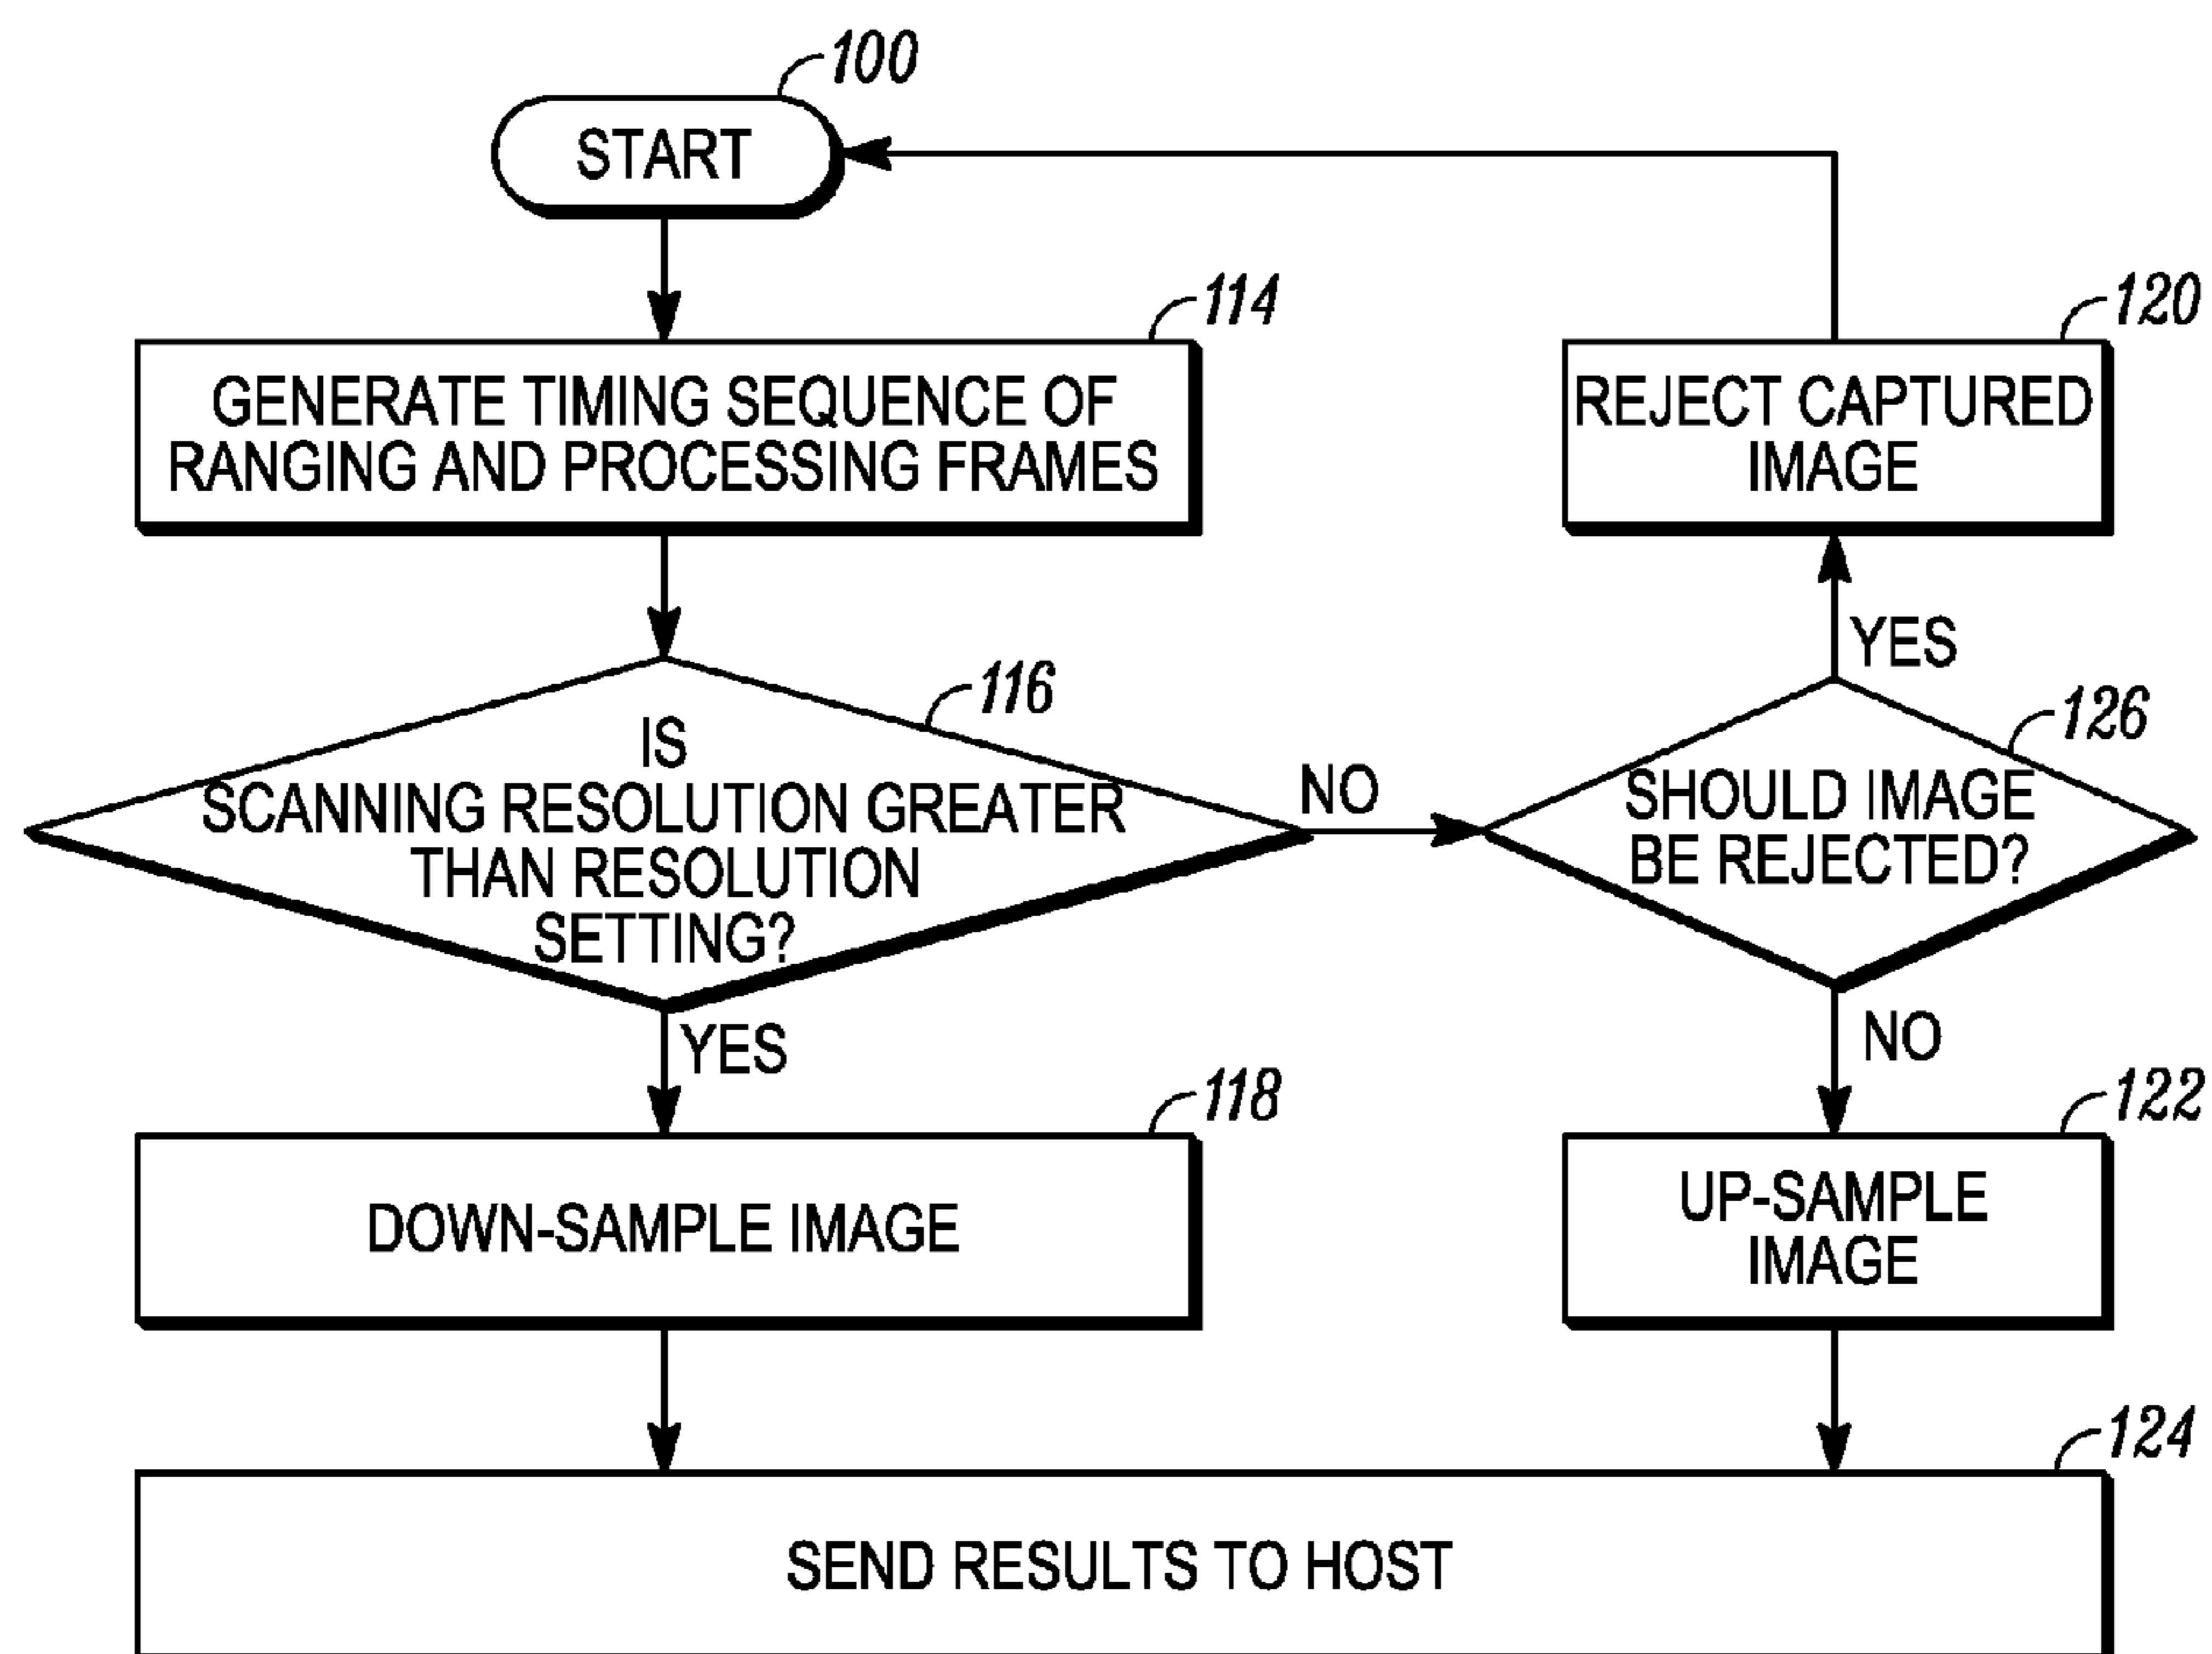 100
START
114
GENERATE TIMING SEQUENCE OF
RANGING AND PROCESSING FRAMES
120
REJECT CAPTURED
IMAGE
YES
116
IS
SCANNING RESOLUTION GREATER
THAN RESOLUTION
SETTING?
NO
126
SHOULD IMAGE
BE REJECTED?
YES
NO
118
DOWN-SAMPLE IMAGE
122
UP-SAMPLE
IMAGE
124
SEND RESULTS TO HOST